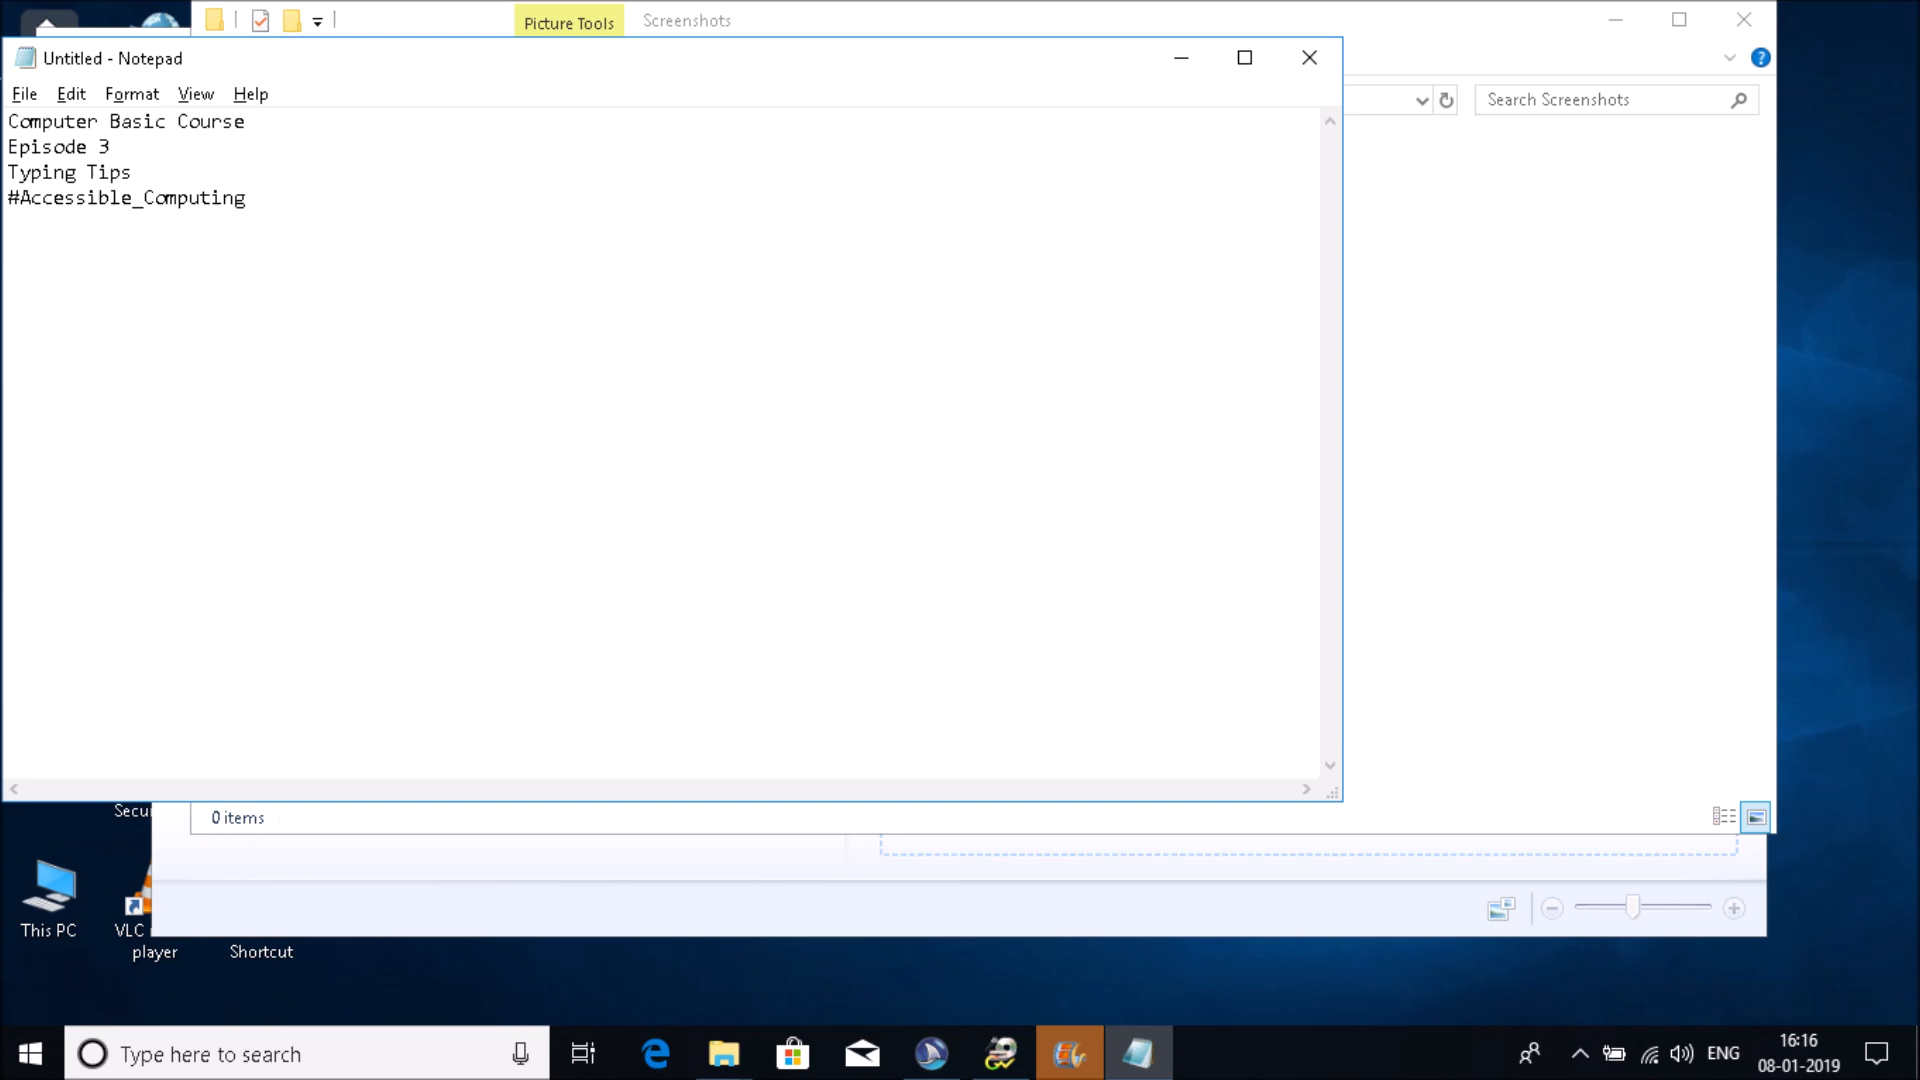 Picture Tools
Screenshots
Untitled - Notepad
File Edit Format View Help
Search Screenshots
Computer Basic Course
Episode 3
Typing Tips
#Accessible_Computing
0 items
This PC
VLC
player
Shortcut
Type here to search
ENG
16:16
08-01-2019